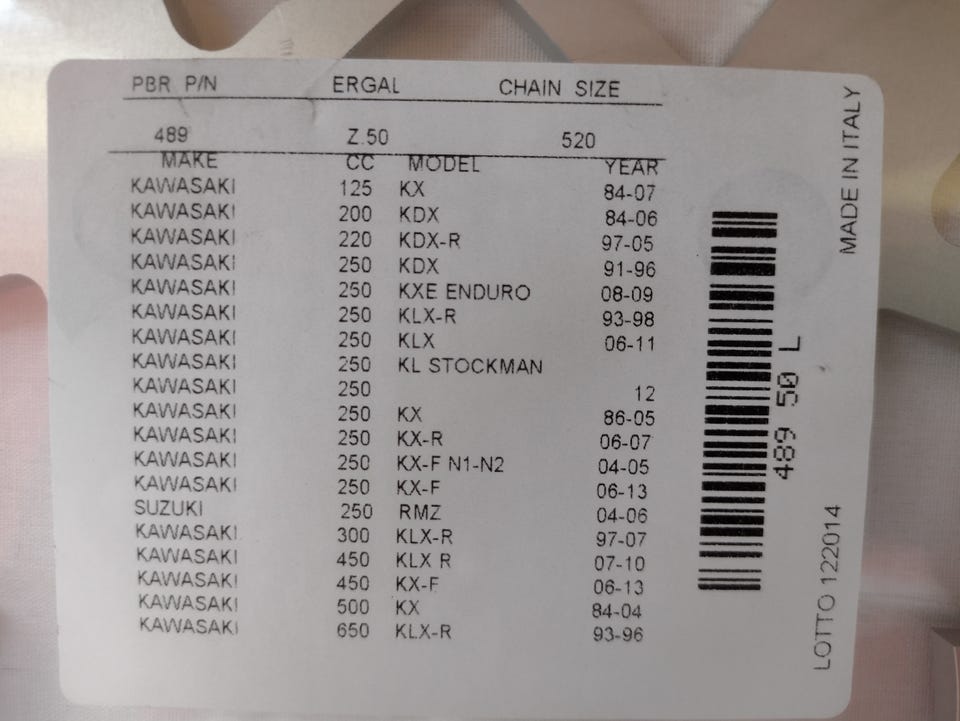 PBR P/N ERGAL CHAIN SIZE
489 Z.50 520
MAKE CC MODEL YEAR
KAWASAKI 125 KX 84-07
KAWASAKI 200 KDX 84-06
KAWASAKI 220 KDX-R 97-05
KAWASAKI 250 KDX 91-96
KAWASAKI 250 KXE ENDURO 08-09
KAWASAKI 250 KLX-R 93-98
KAWASAKI 250 KLX 06-11
KAWASAKI 250 KL STOCKMAN
KAWASAKI 250 12
KAWASAKI 250 KX 86-05
KAWASAKI 250 KX-R 06-07
KAWASAKI 250 KX-F N1-N2 04-05
KAWASAKI 250 KX-F 06-13
SUZUKI 250 RMZ 04-06
KAWASAKI 300 KLX-R 97-07
KAWASAKI 450 KLX R 07-10
KAWASAKI 450 KX-F 06-13
KAWASAKI 500 KX 84-04
KAWASAKI 650 KLX-R 93-96
489 50 L
MADE IN ITALY
LOTTO 122014